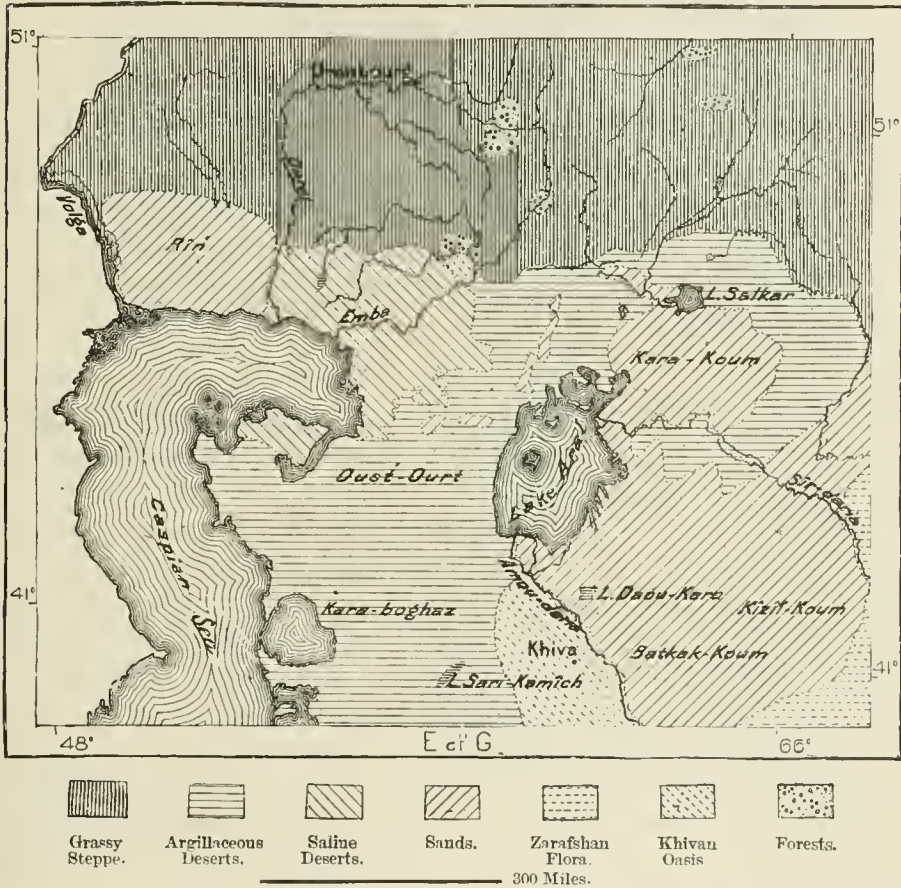 51°
51°
Orenbourg
Oural
Volga
Rin
Emba
L. Satkar
Kara-Koum
Oust-Ourt
Lake Aral
Caspian
Sea
Sir-daria
41°
Kara-boghaz
Amou-daria
L. Daou-Kara
Kizil-Koum
Khiva
Batkak-Koum
L. Sari-Kamich
41°
48°
E of G.
66°
Grassy Steppe.
Argillaceous Deserts.
Saline Deserts.
Sands.
Zarafshan Flora.
Khivan Oasis
Forests.
300 Miles.